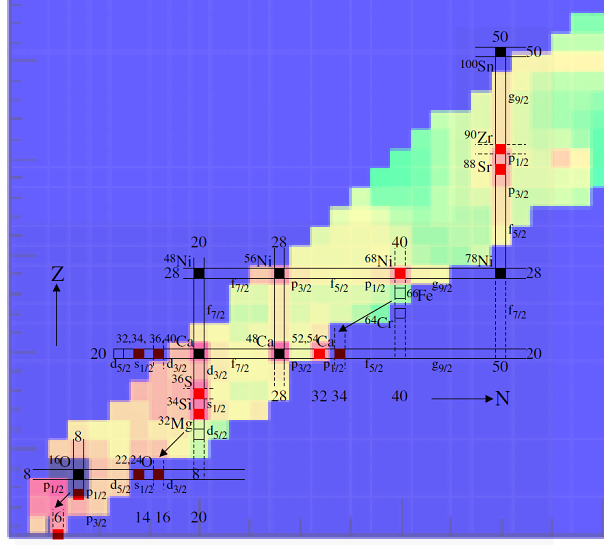 50
50
100Sn
g9/2
90Zr
p1/2
88Sr
p3/2
f5/2
20
28
40
48Ni
56Ni
68Ni
78Ni
28
28
f7/2
p3/2
f5/2
p1/2
g9/2
Z
66Fe
f7/2
64Cr
f7/2
32,34, 36,40Ca
48Ca
52,54Ca
20
20
d5/2
s1/2
d3/2
f7/2
p3/2
p1/2
f5/2
g9/2
50
d3/2
36S
34Si
s1/2
28
32 34
40
N
32Mg
d5/2
8
16O
22,24O
8
8
p1/2
p1/2
d5/2
s1/2
d3/2
6
p3/2
14 16
20